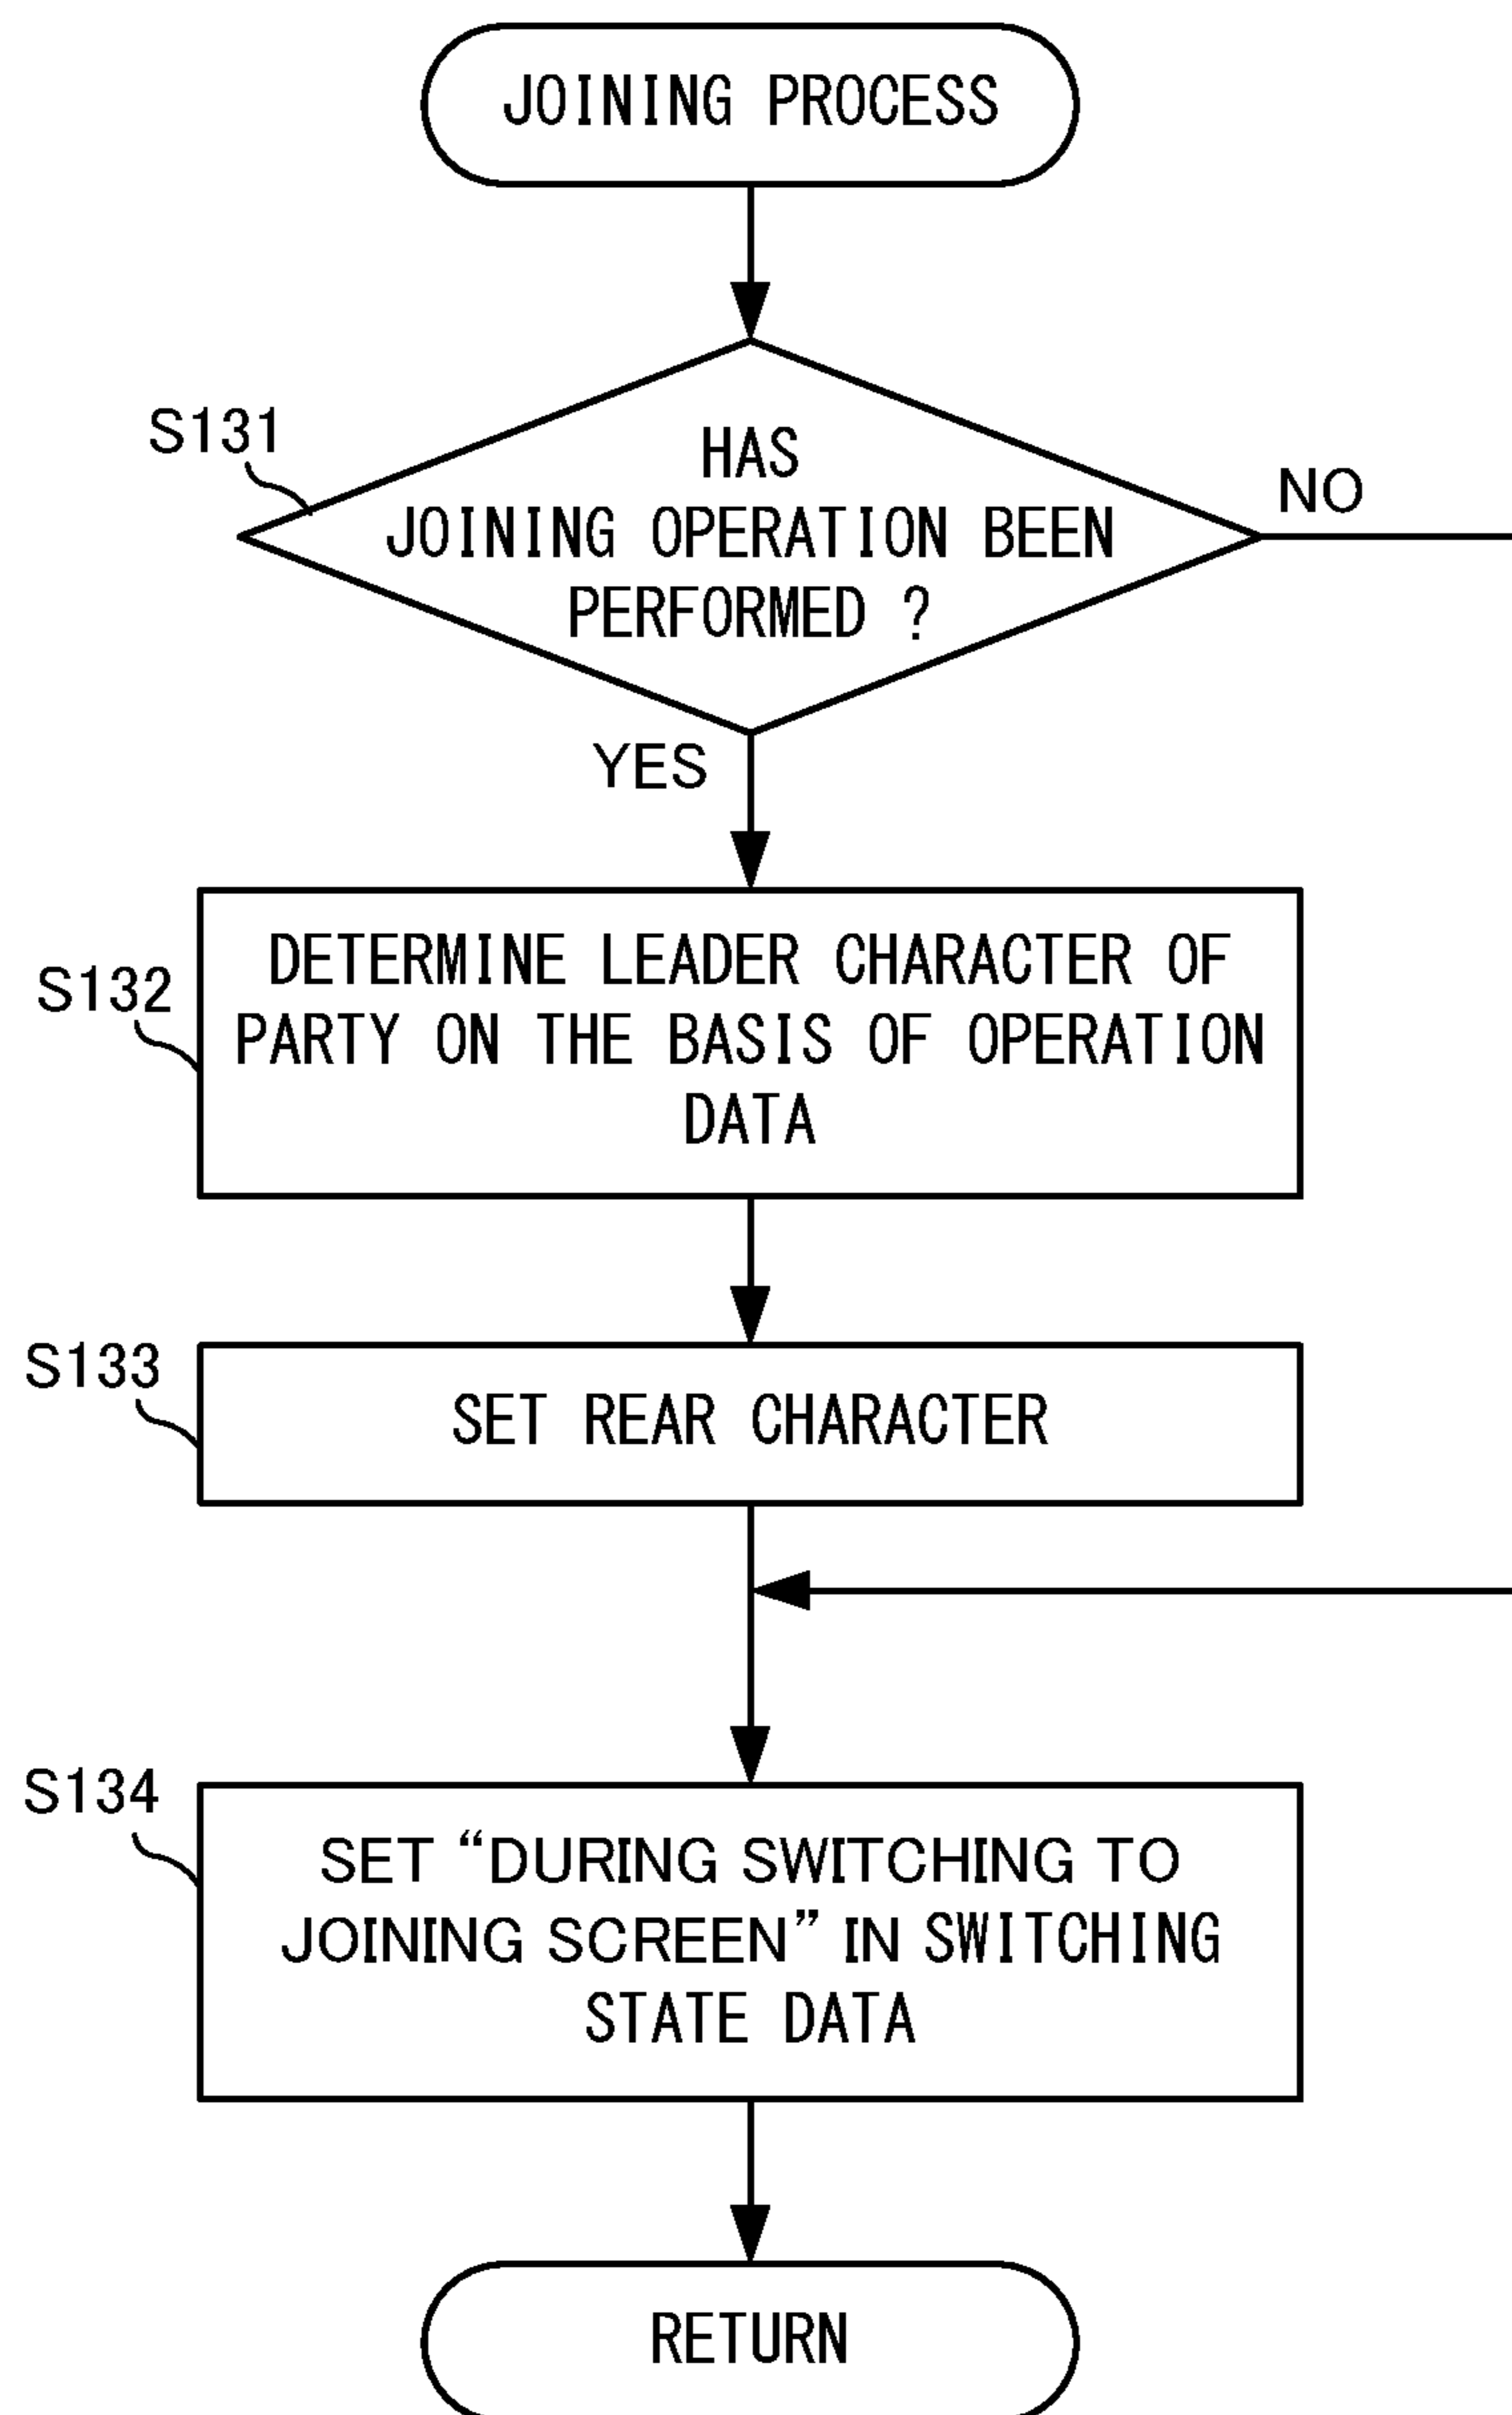 JOINING PROCESS
S131
HAS
JOINING OPERATION BEEN
PERFORMED ?
NO
YES
S132
DETERMINE LEADER CHARACTER OF
PARTY ON THE BASIS OF OPERATION
DATA
S133
SET REAR CHARACTER
S134
SET “DURING SWITCHING TO
JOINING SCREEN” IN SWITCHING
STATE DATA
RETURN